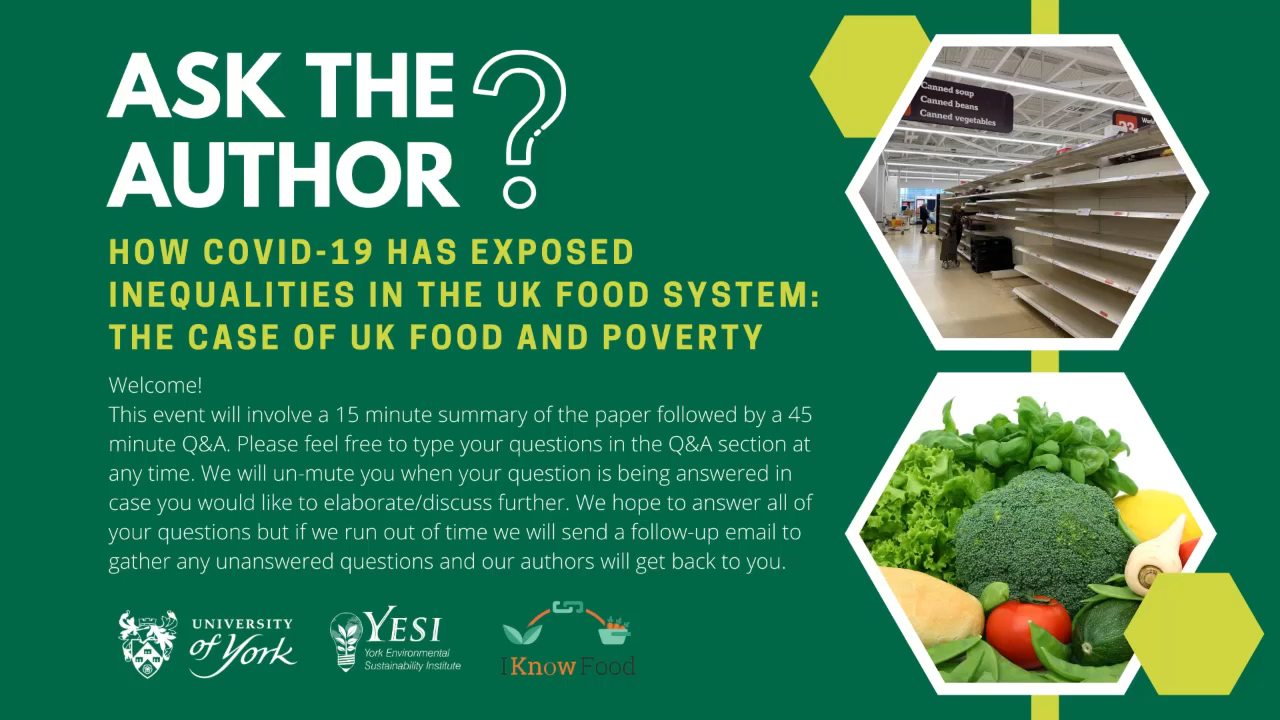 ASK THE
AUTHOR
HOW COVID-19 HAS EXPOSED
INEQUALITIES IN THE UK FOOD SYSTEM:
THE CASE OF UK FOOD AND POVERTY
Welcome!
This event will involve a 15 minute summary of the paper followed by a 45
minute Q&A. Please feel free to type your questions in the Q&A section at
any time. We will un-mute you when your question is being answered in
case you would like to elaborate/discuss further. We hope to answer all of
your questions but if we run out of time we will send a follow-up email to
gather any unanswered questions and our authors will get back to you.
UNIVERSITY
of York
YESI
York Environmental
Sustainability Institute
I Know Food
Canned soup
Canned beans
Canned vegetables
23